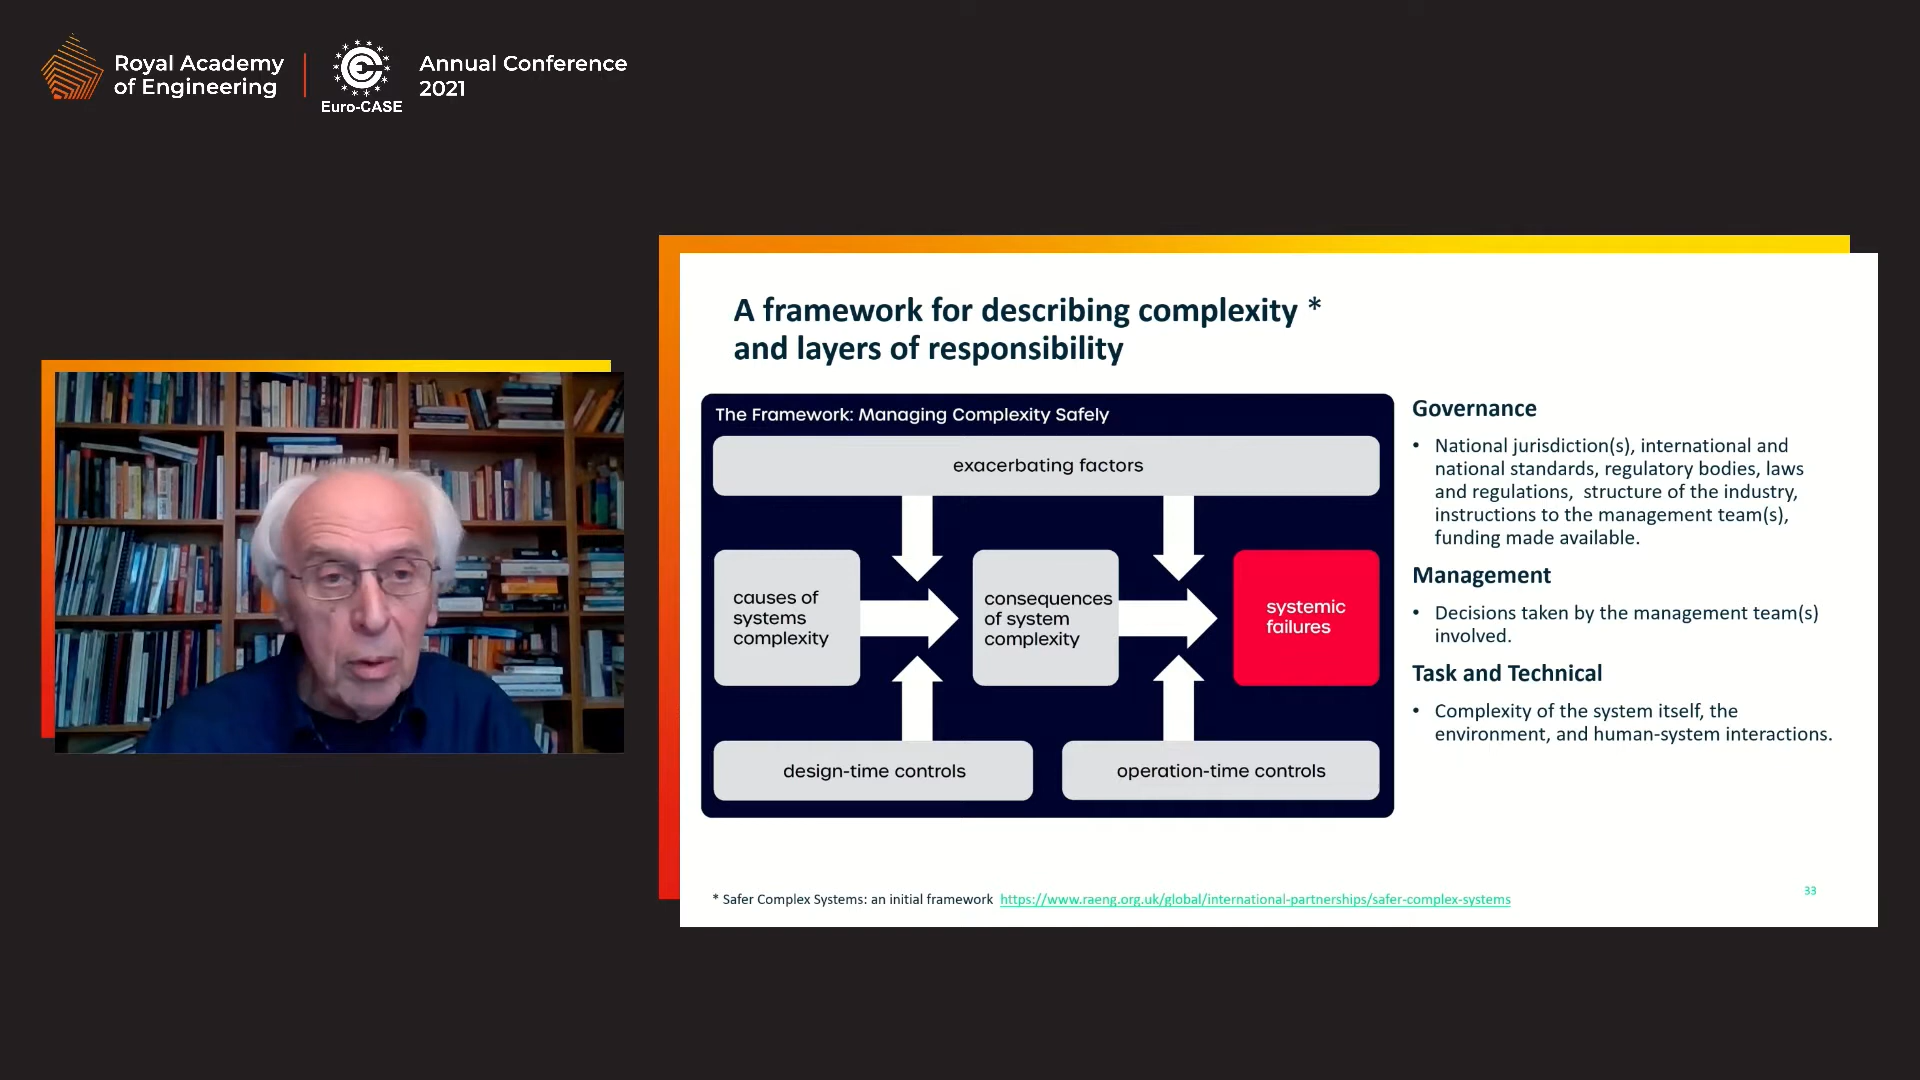 Royal Academy
of Engineering
Euro-CASE
Annual Conference
2021
A framework for describing complexity *
and layers of responsibility
The Framework: Managing Complexity Safely
exacerbating factors
causes of
systems
complexity
consequences
of system
complexity
systemic
failures
design-time controls
operation-time controls
Governance
• National jurisdiction(s), international and
national standards, regulatory bodies, laws
and regulations, structure of the industry,
instructions to the management team(s),
funding made available.
Management
• Decisions taken by the management team(s)
involved.
Task and Technical
• Complexity of the system itself, the
environment, and human-system interactions.
* Safer Complex Systems: an initial framework https://www.raeng.org.uk/global/international-partnerships/safer-complex-systems
33